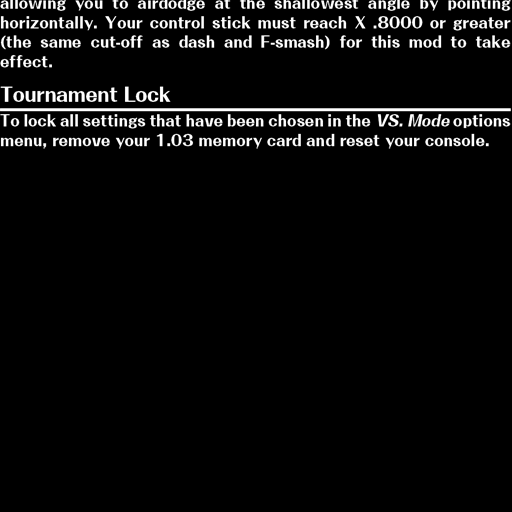 allowing you to airdodge at the shallowest angle by pointing
horizontally. Your control stick must reach X .8000 or greater
(the same cut-off as dash and F-smash) for this mod to take
effect.
Tournament Lock
To lock all settings that have been chosen in the VS. Mode options
menu, remove your 1.03 memory card and reset your console.